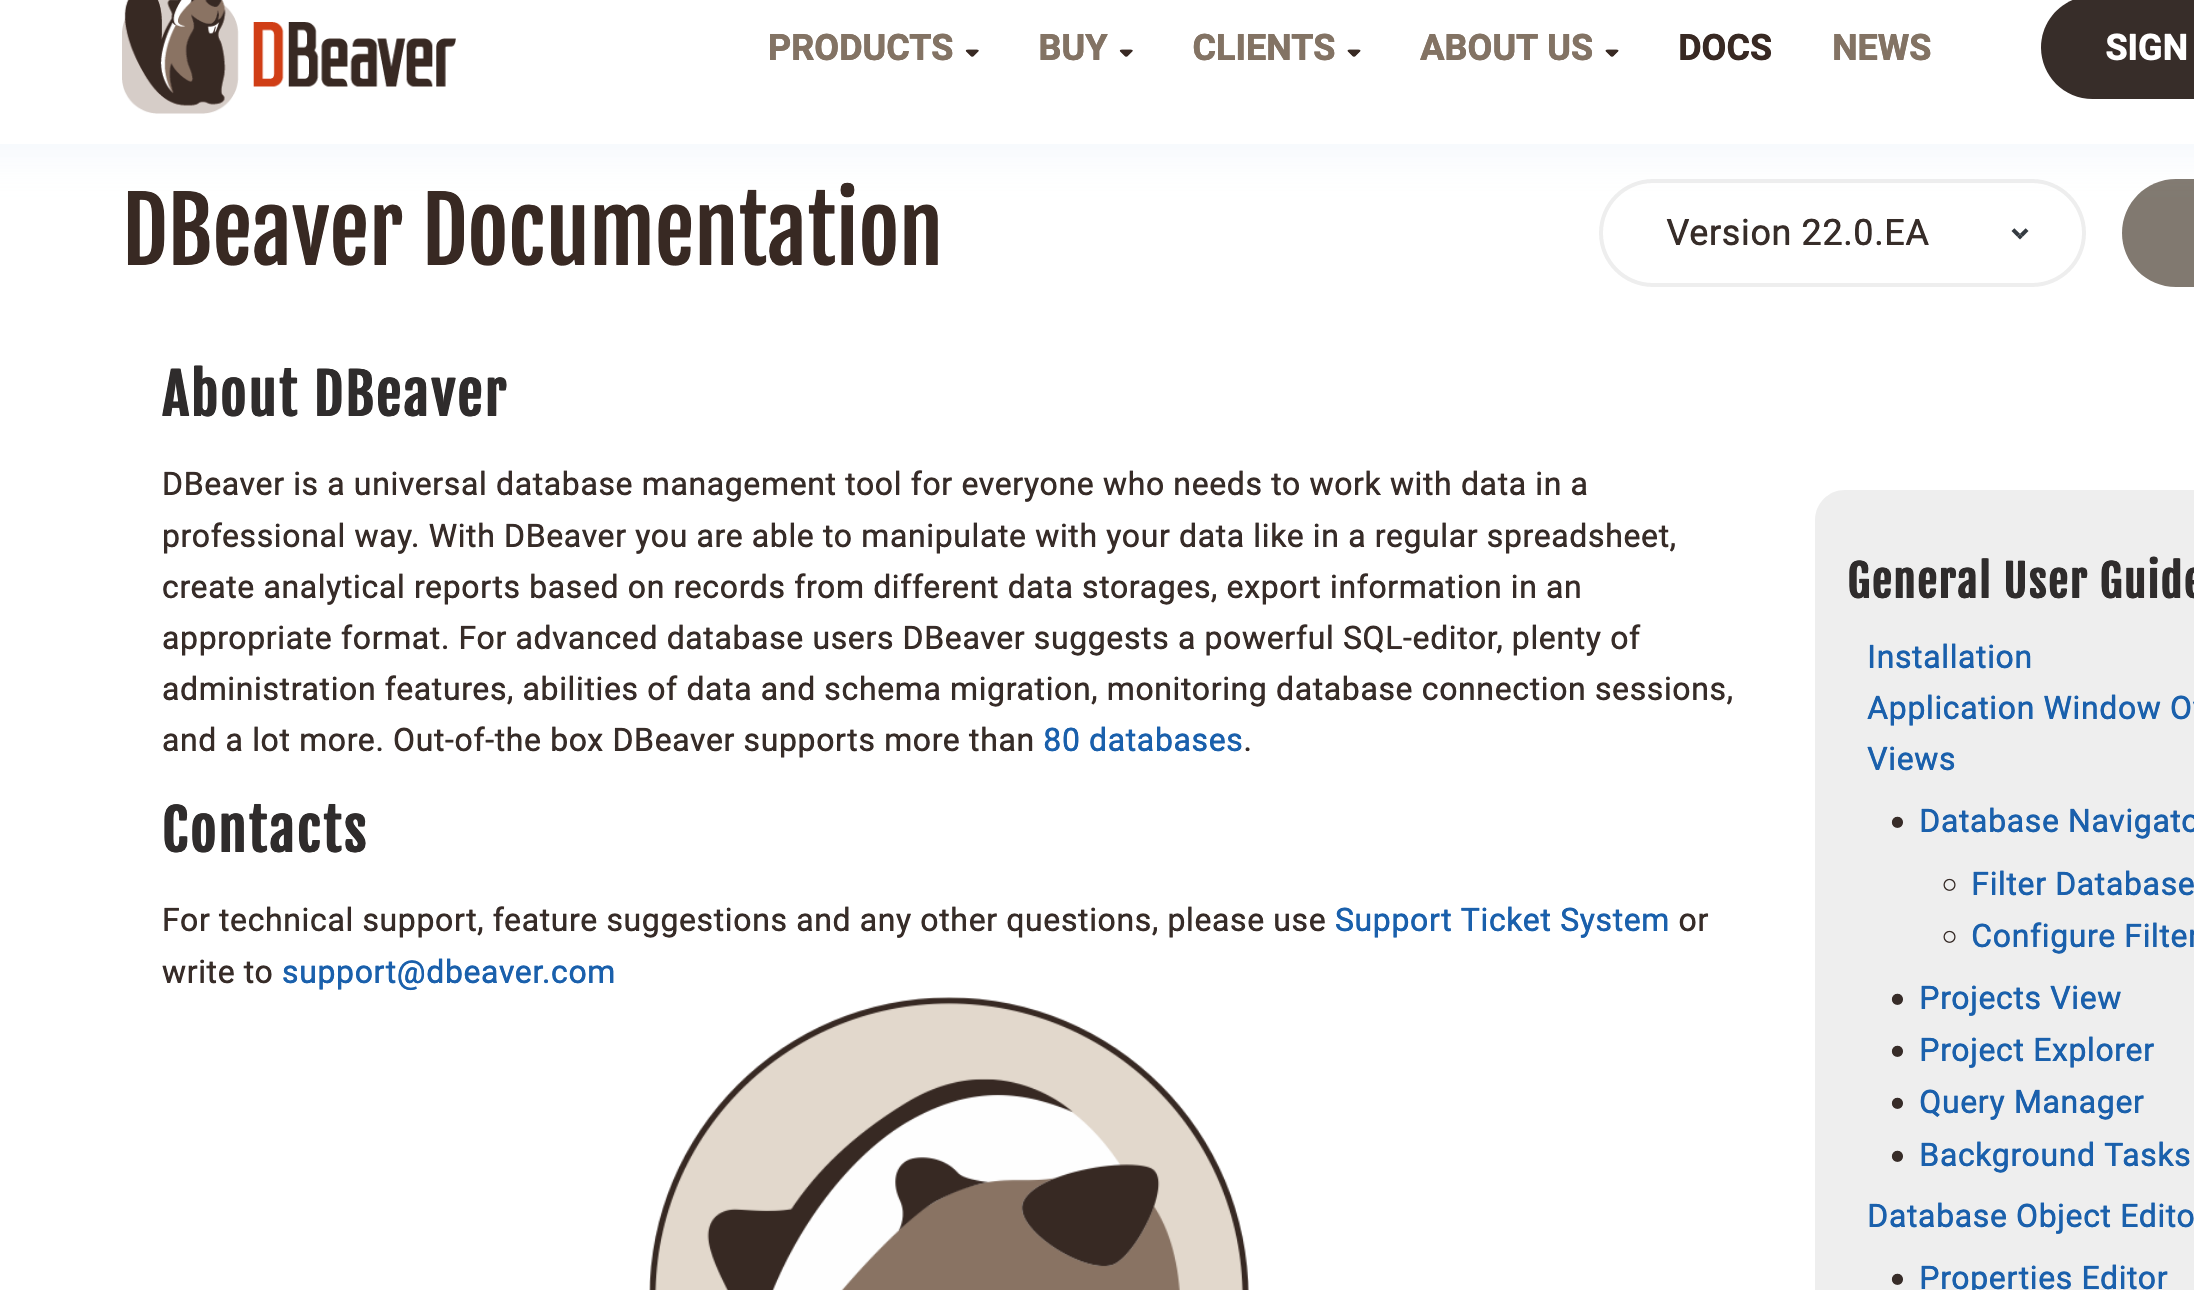 DBeaver
PRODUCTS
BUY
CLIENTS
ABOUT US
DOCS
NEWS
SIGN
DBeaver Documentation
Version 22.0.EA
About DBeaver
DBeaver is a universal database management tool for everyone who needs to work with data in a
professional way. With DBeaver you are able to manipulate with your data like in a regular spreadsheet,
create analytical reports based on records from different data storages, export information in an
appropriate format. For advanced database users DBeaver suggests a powerful SQL-editor, plenty of
administration features, abilities of data and schema migration, monitoring database connection sessions,
and a lot more. Out-of-the box DBeaver supports more than 80 databases.
Contacts
For technical support, feature suggestions and any other questions, please use Support Ticket System or
write to support@dbeaver.com
General User Guide
Installation
Application Window
Views
Database
Filter Database
Configure
Projects View
Project Explorer
Query Manager
Background Tasks
Database Object
Properties Editor